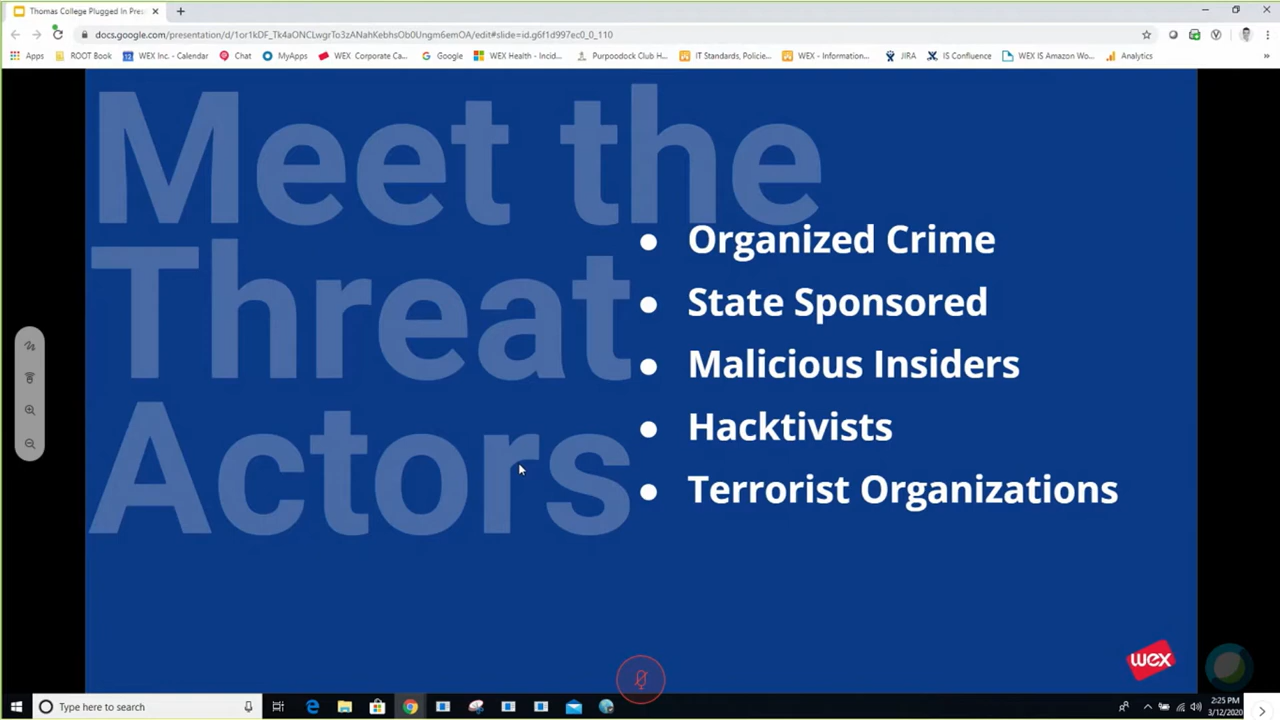 Thomas College Plugged In Pres
docs.google.com/presentation/d/1or1kDF_Tk4aONCLwgrTo3zANahKebhsOb0Ungm6emOA/edit#slide=id.g6f1d997ec0_0_110
Apps ROOT Book WEX Inc. - Calendar Chat MyApps WEX Corporate Ca... Google WEX Health - Incid... Purpoodock Club H... IT Standards, Policie... WEX - Information... JIRA IS Confluence WEX IS Amazon Wo... Analytics
Meet the
Threat
Actors
● Organized Crime
● State Sponsored
● Malicious Insiders
● Hacktivists
● Terrorist Organizations
wex
Type here to search
2:25 PM
3/12/2020